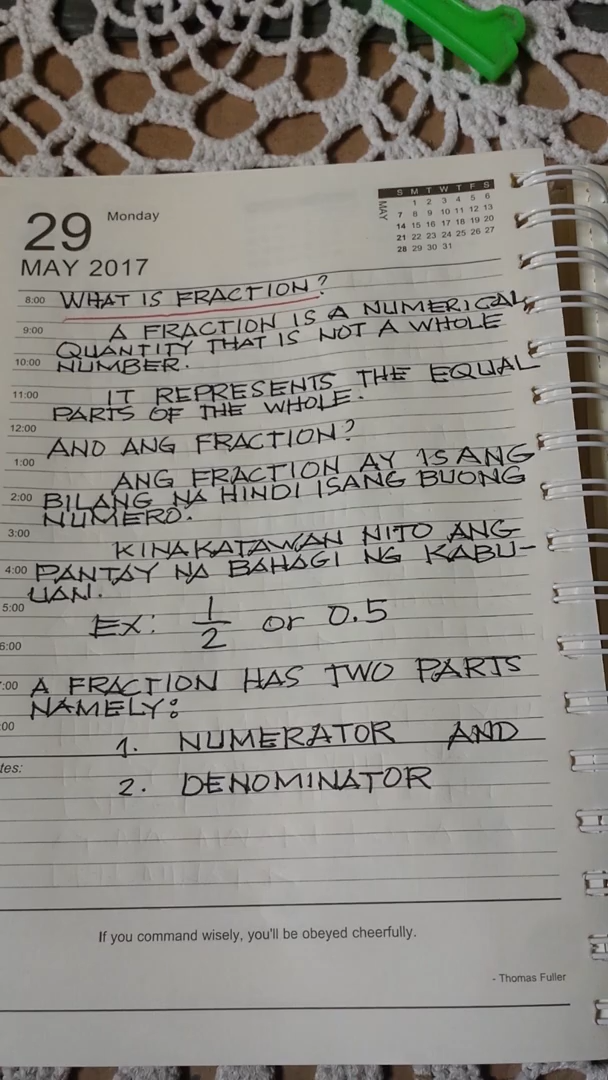 29 Monday
MAY 2017
MAY
S M T W T F S
1 2 3 4 5 6
7 8 9 10 11 12 13
14 15 16 17 18 19 20
21 22 23 24 25 26 27
28 29 30 31
8:00 WHAT IS FRACTION?
9:00 A FRACTION IS A NUMERICAL
QUANTITY THAT IS NOT A WHOLE
10:00 NUMBER.
11:00 IT REPRESENTS THE EQUAL
PARTS OF THE WHOLE.
12:00
AND ANG FRACTION?
1:00 ANG FRACTION AY ISANG
2:00 BILANG NA HINDI ISANG BUONG
NUMERO.
3:00 KINAKATAWAN NITO ANG
4:00 PANTAY NA BAHAGI NG KABU-
UAN.
5:00 EX: 1/2 or 0.5
6:00
:00 A FRACTION HAS TWO PARTS
NAMELY:
:00 1. NUMERATOR AND
tes: 2. DENOMINATOR
If you command wisely, you'll be obeyed cheerfully.
- Thomas Fuller